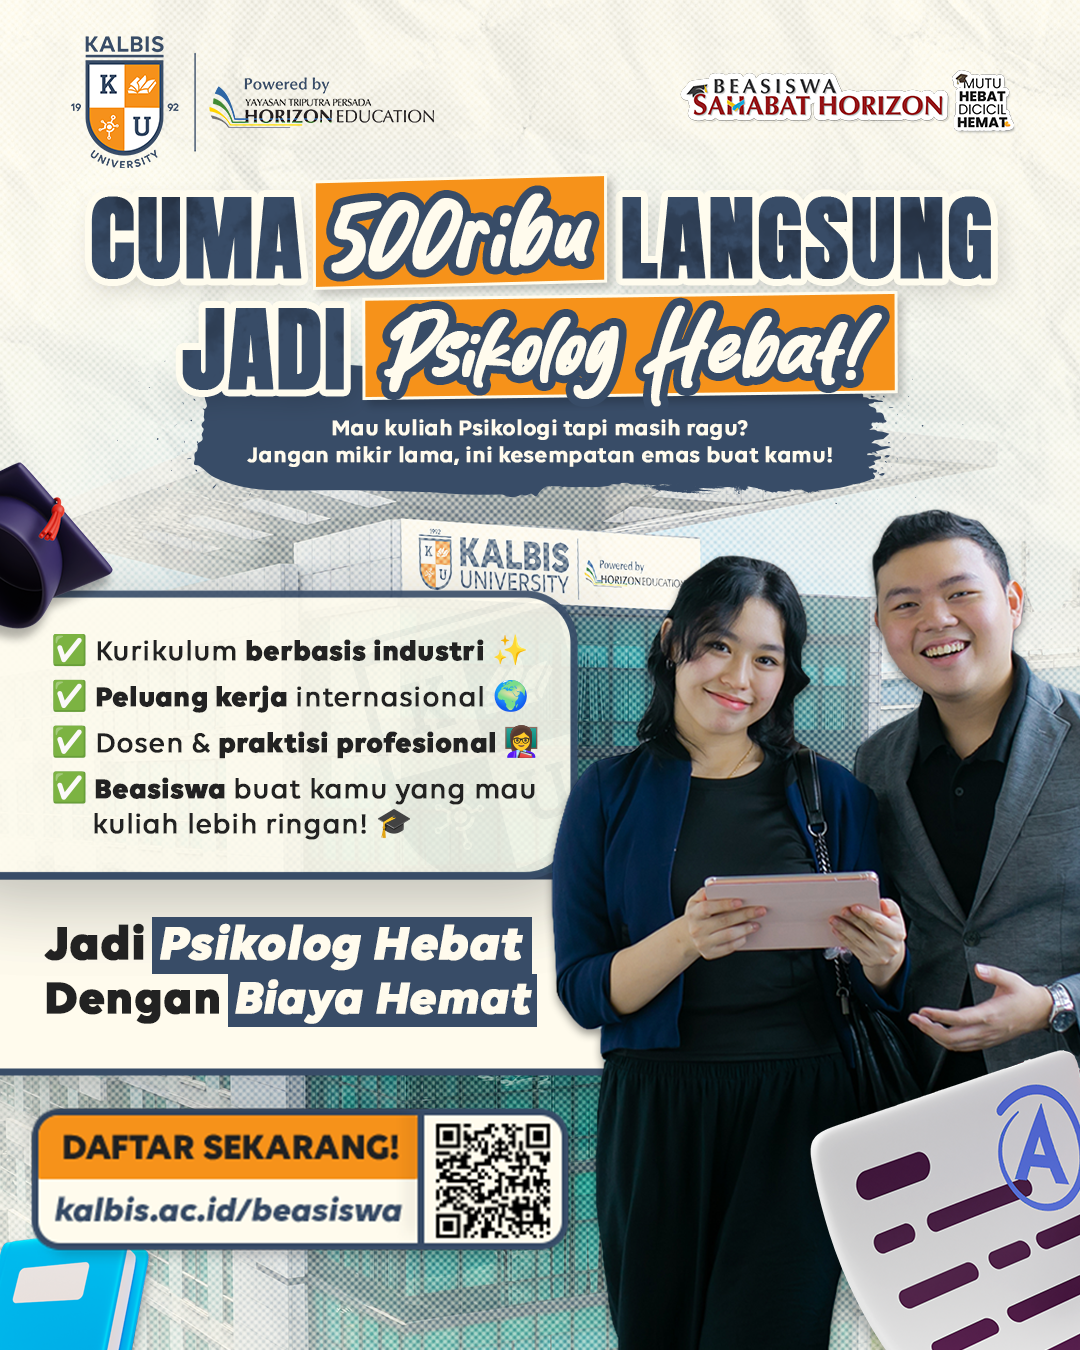 KALBIS
K
19 92
U
UNIVERSITY
Powered by
YAYASAN TRIPUTRA PERSADA
HORIZON EDUCATION
BEASISWA
SAHABAT HORIZON
MUTU
HEBAT
DICICIL
HEMAT
CUMA 500ribu LANGSUNG
JADI Psikolog Hebat!
Mau kuliah Psikologi tapi masih ragu?
Jangan mikir lama, ini kesempatan emas buat kamu!
1992
K
U
KALBIS
UNIVERSITY
Powered by
HORIZON EDUCATION
✅ Kurikulum berbasis industri ✨
✅ Peluang kerja internasional 🌍
✅ Dosen & praktisi profesional 👩‍🏫
✅ Beasiswa buat kamu yang mau
kuliah lebih ringan! 🎓
Jadi Psikolog Hebat
Dengan Biaya Hemat
DAFTAR SEKARANG!
kalbis.ac.id/beasiswa
A